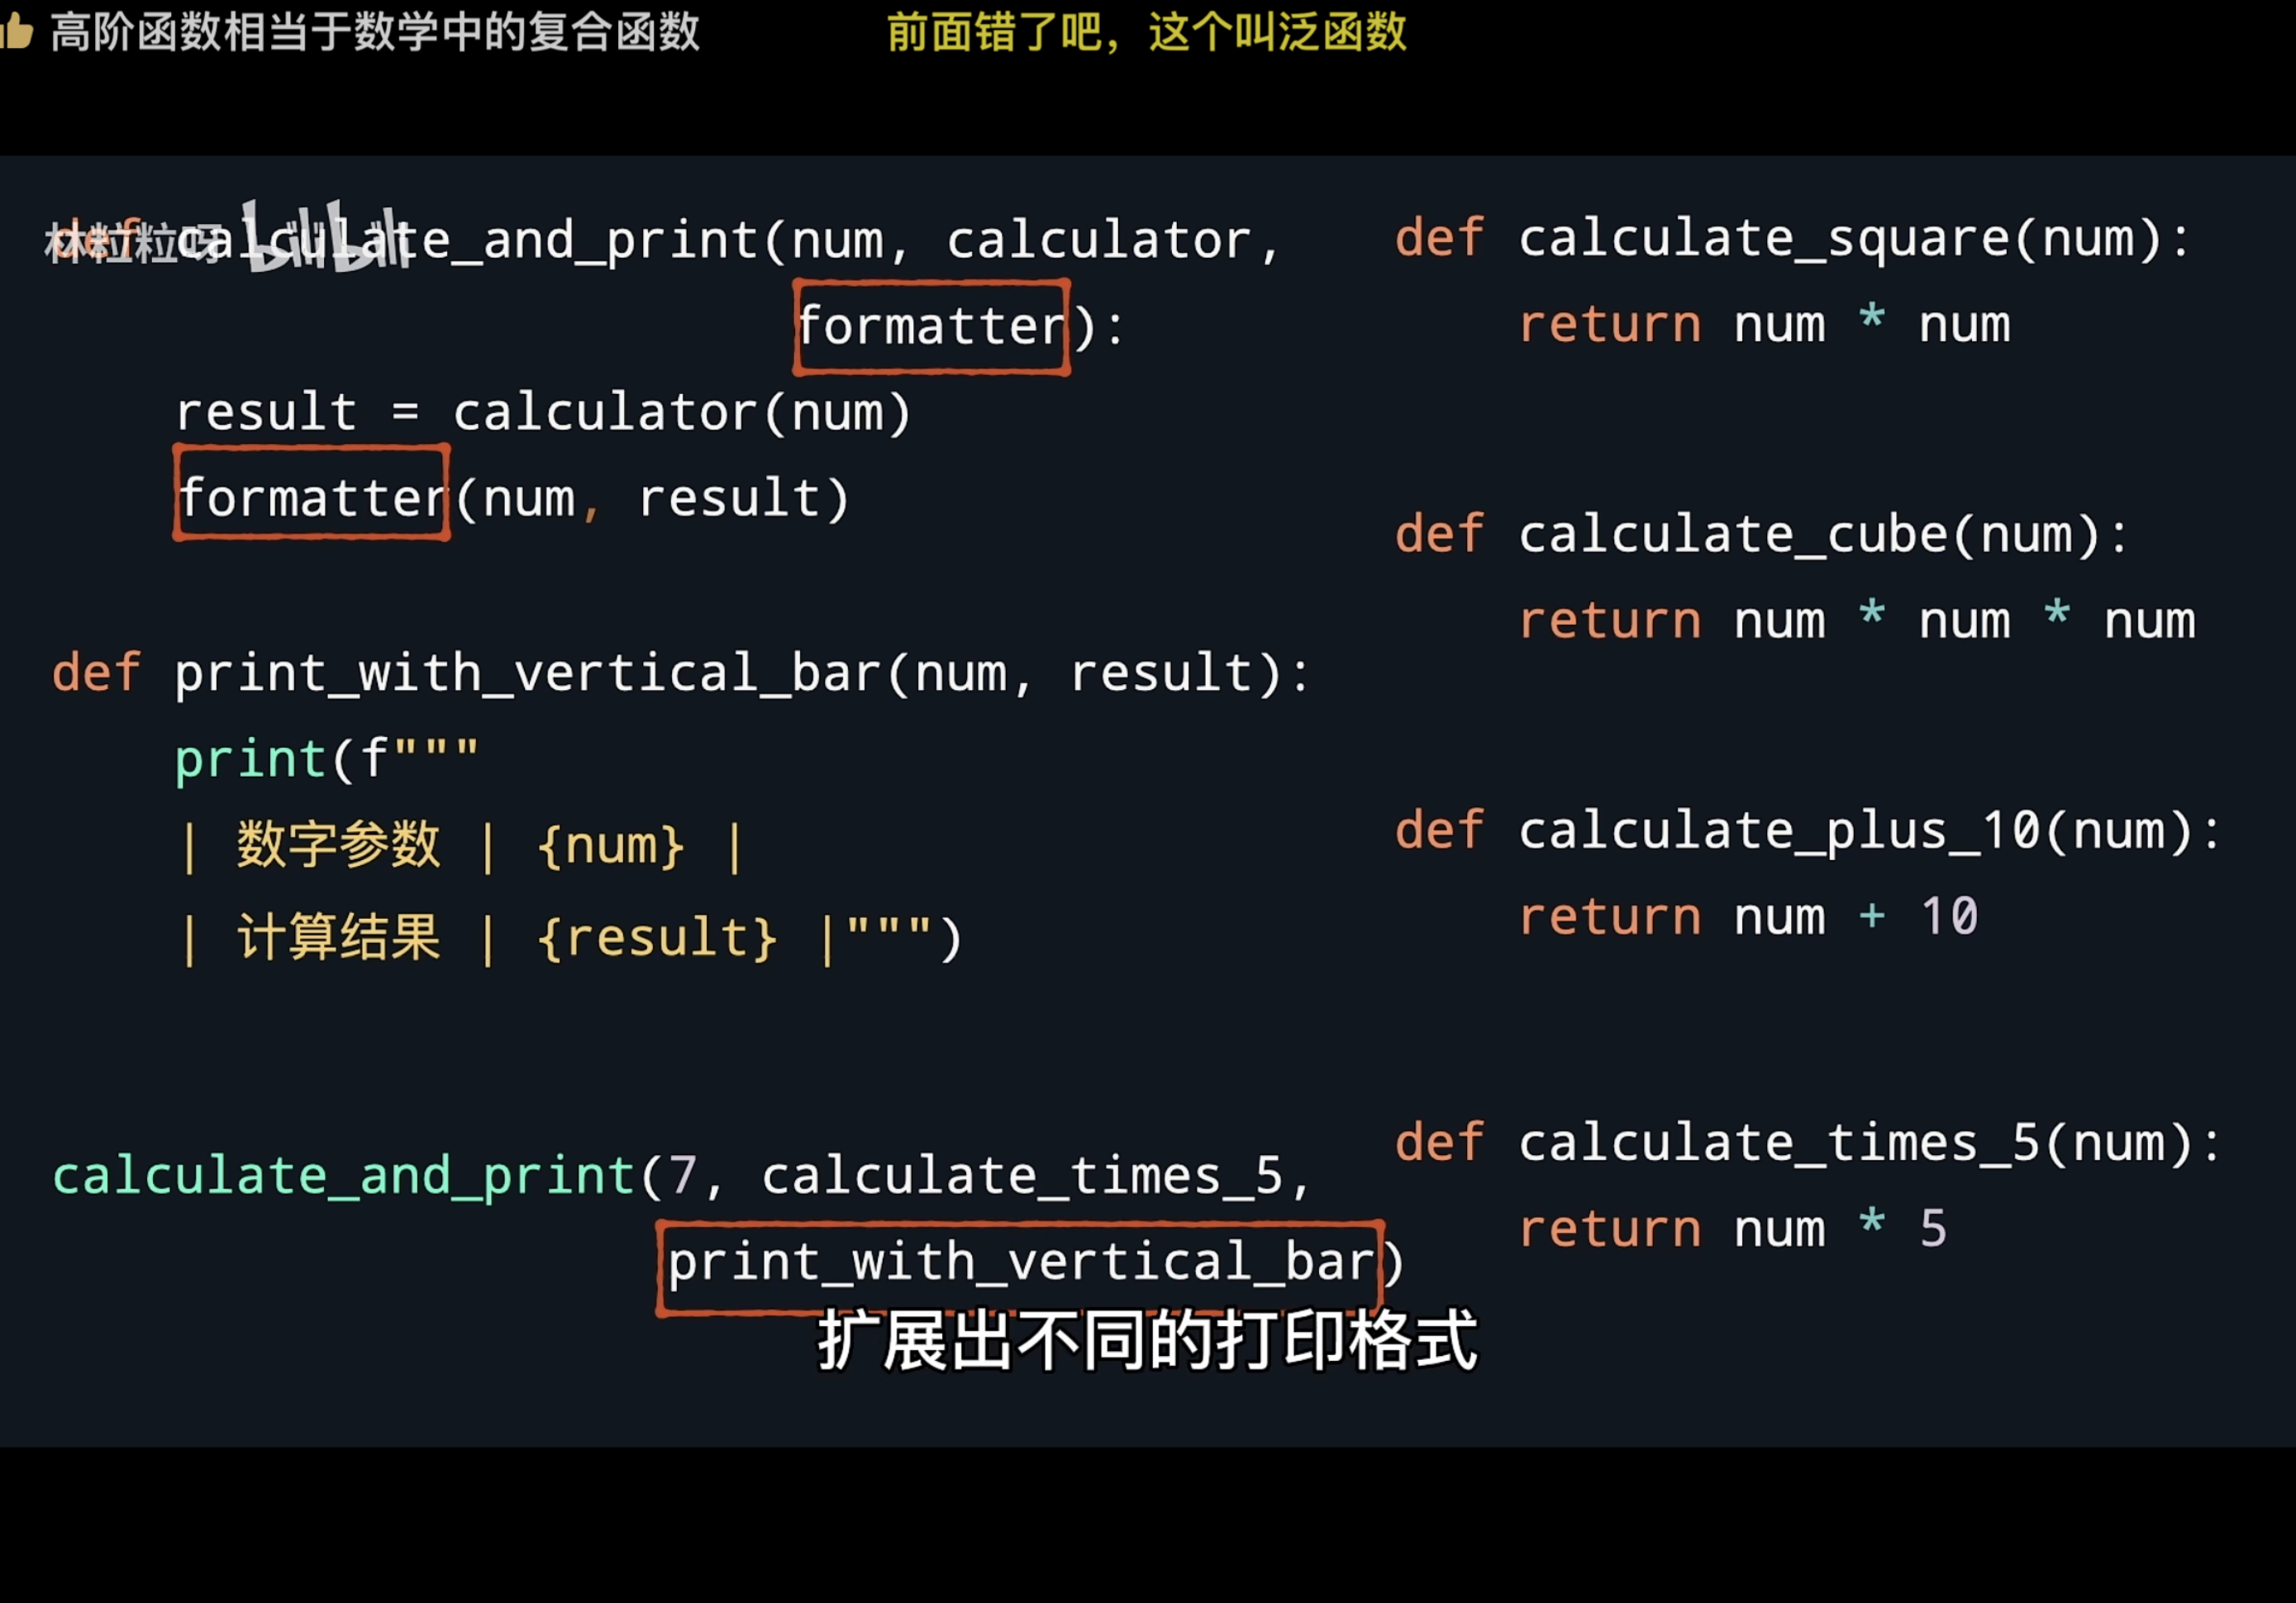 高阶函数相当于数学中的复合函数
前面错了吧，这个叫泛函数
林粒粒呀 bilibili
def calculate_and_print(num, calculator,
formatter):
result = calculator(num)
formatter(num, result)
def print_with_vertical_bar(num, result):
print(f"""
| 数字参数 | {num} |
| 计算结果 | {result} |""")
calculate_and_print(7, calculate_times_5,
print_with_vertical_bar)
def calculate_square(num):
return num * num
def calculate_cube(num):
return num * num * num
def calculate_plus_10(num):
return num + 10
def calculate_times_5(num):
return num * 5
扩展出不同的打印格式